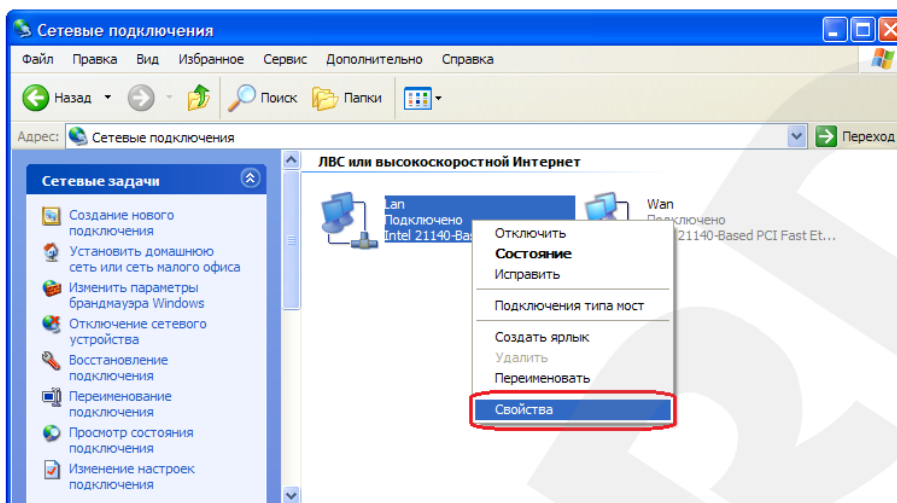 Сетевые подключения
Файл Правка Вид Избранное Сервис Дополнительно Справка
Назад Поиск Папки
Адрес: Сетевые подключения Переход
Сетевые задачи
Создание нового
подключения
Установить домашнюю
сеть или сеть малого офиса
Изменить параметры
брандмауэра Windows
Отключение сетевого
устройства
Восстановление
подключения
Переименование
подключения
Просмотр состояния
подключения
Изменение настроек
подключения
ЛВС или высокоскоростной Интернет
Lan
Подключено
Intel 21140-Ba
Wan
Подключено
21140-Based PCI Fast Et...
Отключить
Состояние
Исправить
Подключения типа мост
Создать ярлык
Удалить
Переименовать
Свойства